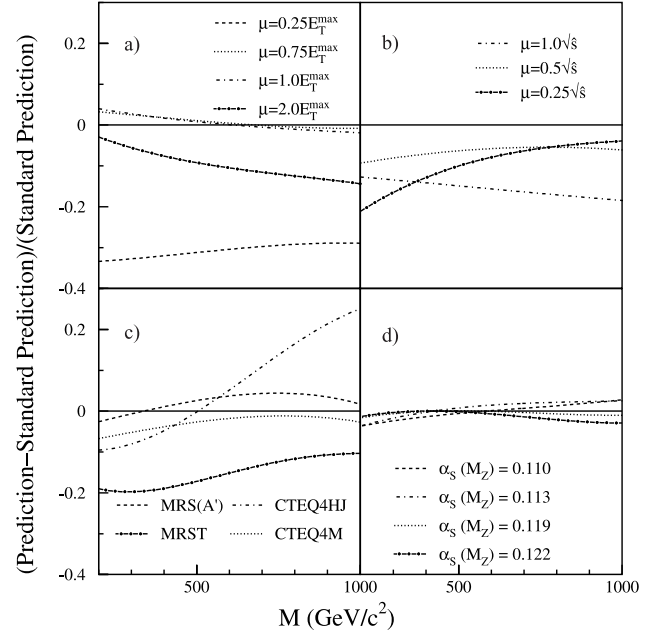 (Prediction–Standard Prediction)/(Standard Prediction)
0.2
0
-0.2
-0.4
0.2
0
-0.2
-0.4
a)
μ=0.25E_T^max
μ=0.75E_T^max
μ=1.0E_T^max
μ=2.0E_T^max
b)
μ=1.0√ŝ
μ=0.5√ŝ
μ=0.25√ŝ
c)
MRS(A') CTEQ4HJ
MRST CTEQ4M
d)
α_S (M_Z) = 0.110
α_S (M_Z) = 0.113
α_S (M_Z) = 0.119
α_S (M_Z) = 0.122
500 1000 500 1000
M (GeV/c²)